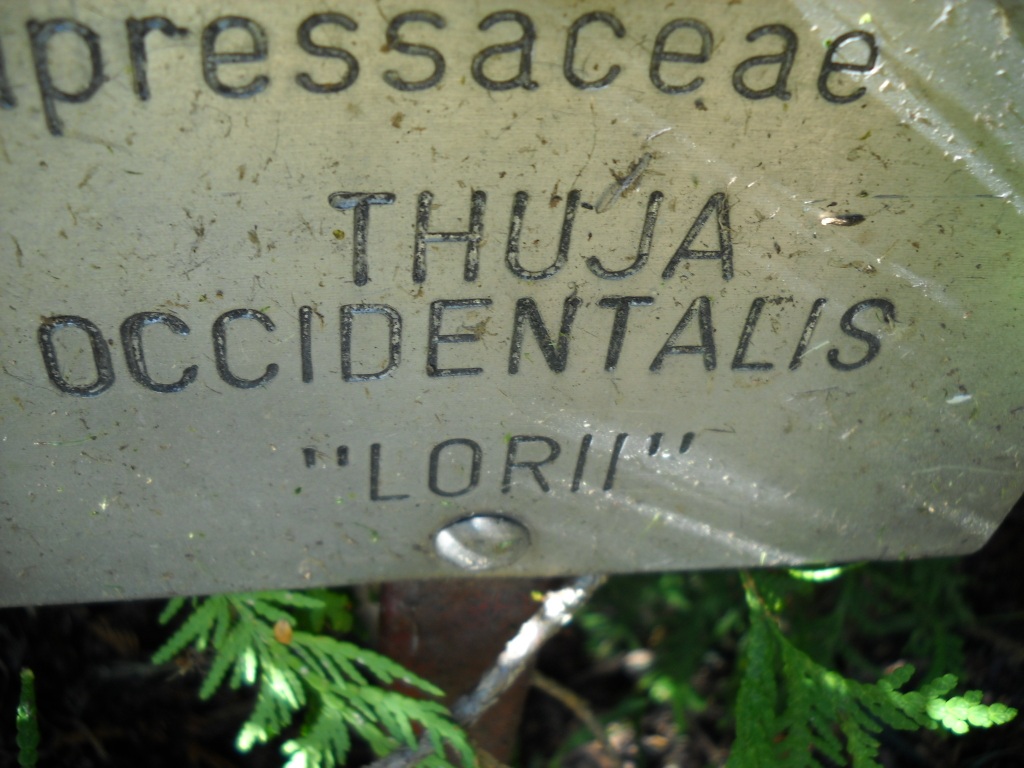 upressaceae
THUJA
OCCIDENTALIS
"LORII"